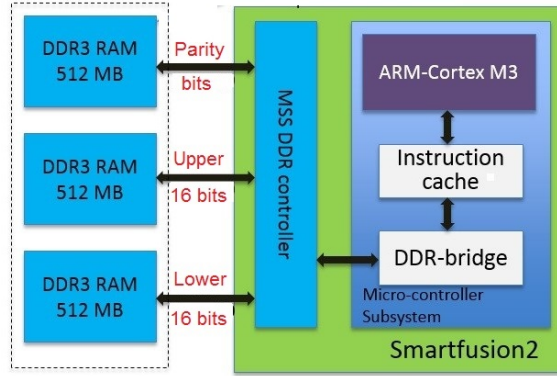 DDR3 RAM
512 MB
Parity
bits
DDR3 RAM
512 MB
Upper
16 bits
DDR3 RAM
512 MB
Lower
16 bits
MSS DDR controller
ARM-Cortex M3
Instruction
cache
DDR-bridge
Micro-controller
Subsystem
Smartfusion2